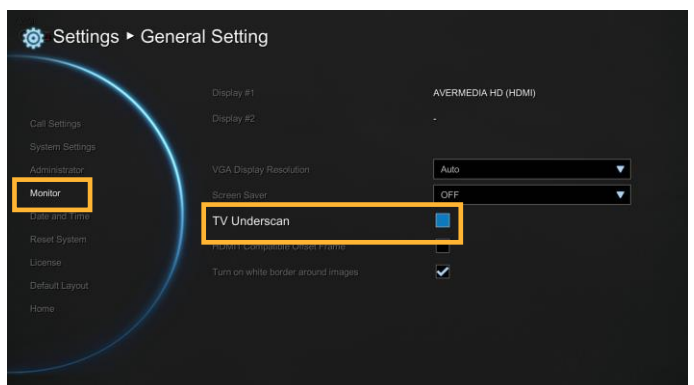 Settings ▸ General Setting
Display #1 AVERMEDIA HD (HDMI)
Display #2 -
Call Settings
System Settings
Administrator
Monitor
Date and Time
Reset System
License
Default Layout
Home
VGA Display Resolution Auto
Screen Saver OFF
TV Underscan
Compatible Offset Frame
Turn on white border around images